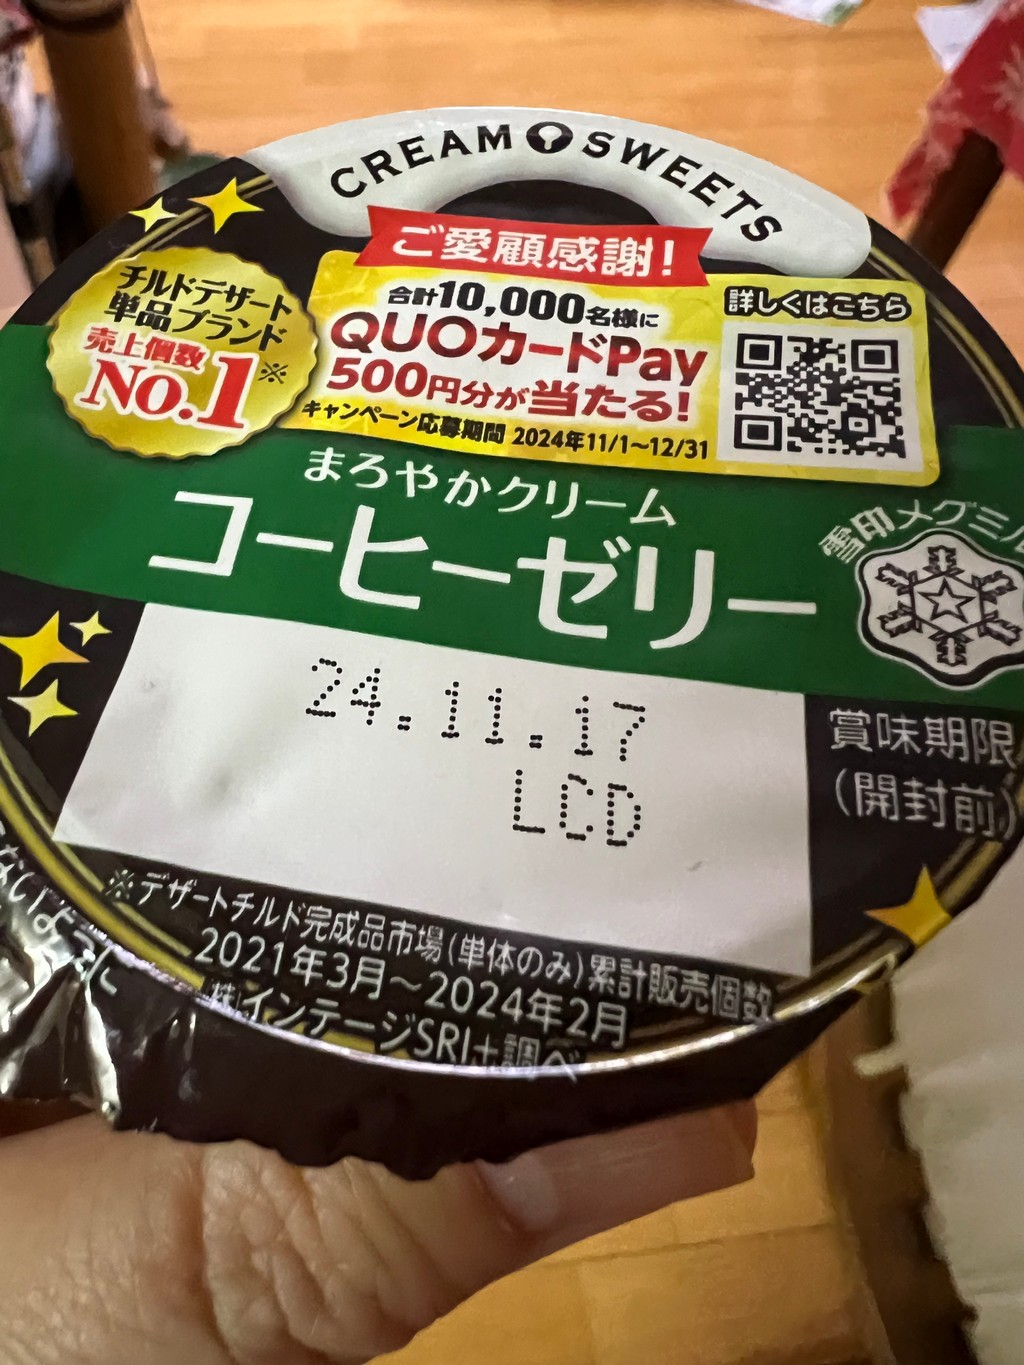 CREAM SWEETS
ご愛顧感謝!
チルドデザート
単品ブランド
売上個数
No.1※
合計10,000名様に
QUOカードPay
500円分が当たる!
キャンペーン応募期間 2024年11/1〜12/31
詳しくはこちら
まろやかクリーム
コーヒーゼリー
雪印メグミル
24.11.17
LCD
賞味期限
(開封前)
※デザートチルド完成品市場(単体のみ)累計販売個数
2021年3月〜2024年2月
㈱インテージSRI+調べ
ないように